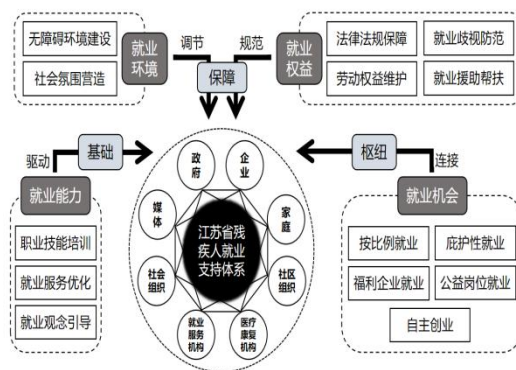 无障碍环境建设
社会氛围营造
就业
环境
调节
规范
保障
就业
权益
法律法规保障
就业歧视防范
劳动权益维护
就业援助帮扶
驱动
基础
就业能力
职业技能培训
就业服务优化
就业观念引导
政
府
企
业
媒
体
家
庭
江苏省残
疾人就业
支持体系
社会
组织
社区
组织
就业
服务
机构
医疗
康复
机构
枢纽
连接
就业机会
按比例就业
庇护性就业
福利企业就业
公益岗位就业
自主创业